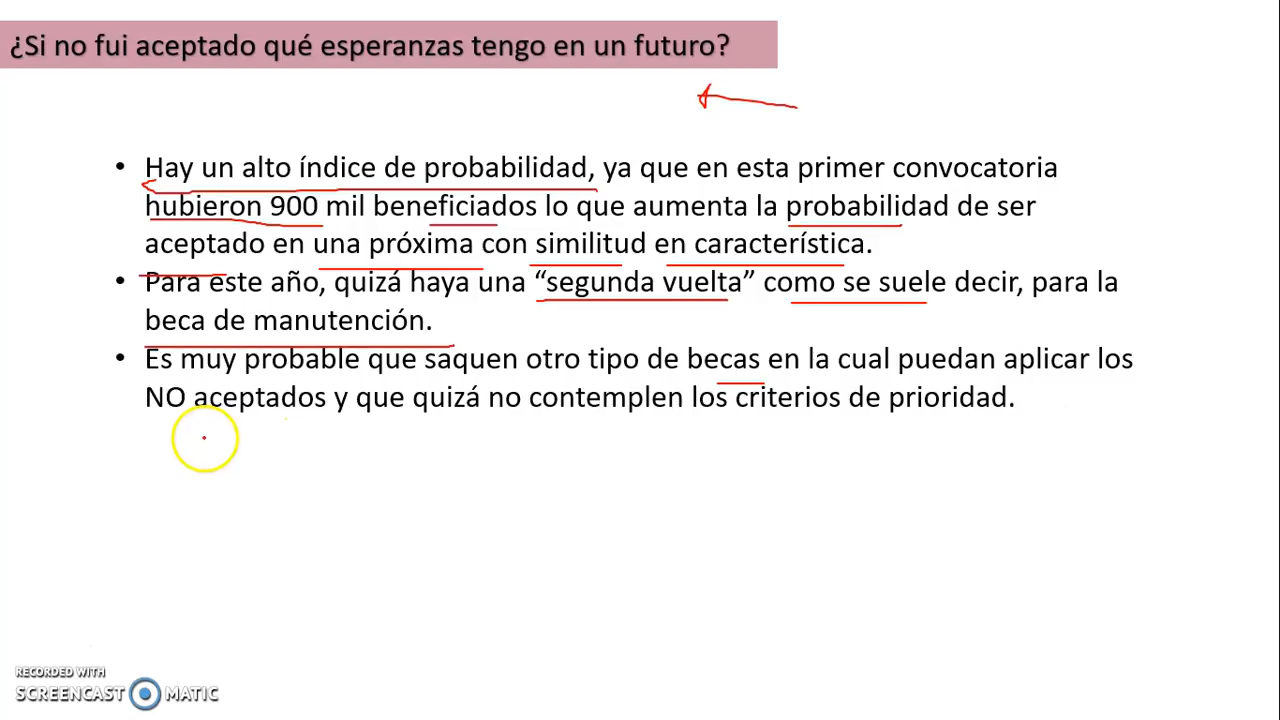 ¿Si no fui aceptado qué esperanzas tengo en un futuro?
• Hay un alto índice de probabilidad, ya que en esta primer convocatoria
hubieron 900 mil beneficiados lo que aumenta la probabilidad de ser
aceptado en una próxima con similitud en característica.
• Para este año, quizá haya una “segunda vuelta” como se suele decir, para la
beca de manutención.
• Es muy probable que saquen otro tipo de becas en la cual puedan aplicar los
NO aceptados y que quizá no contemplen los criterios de prioridad.
RECORDED WITH
SCREENCAST MATIC